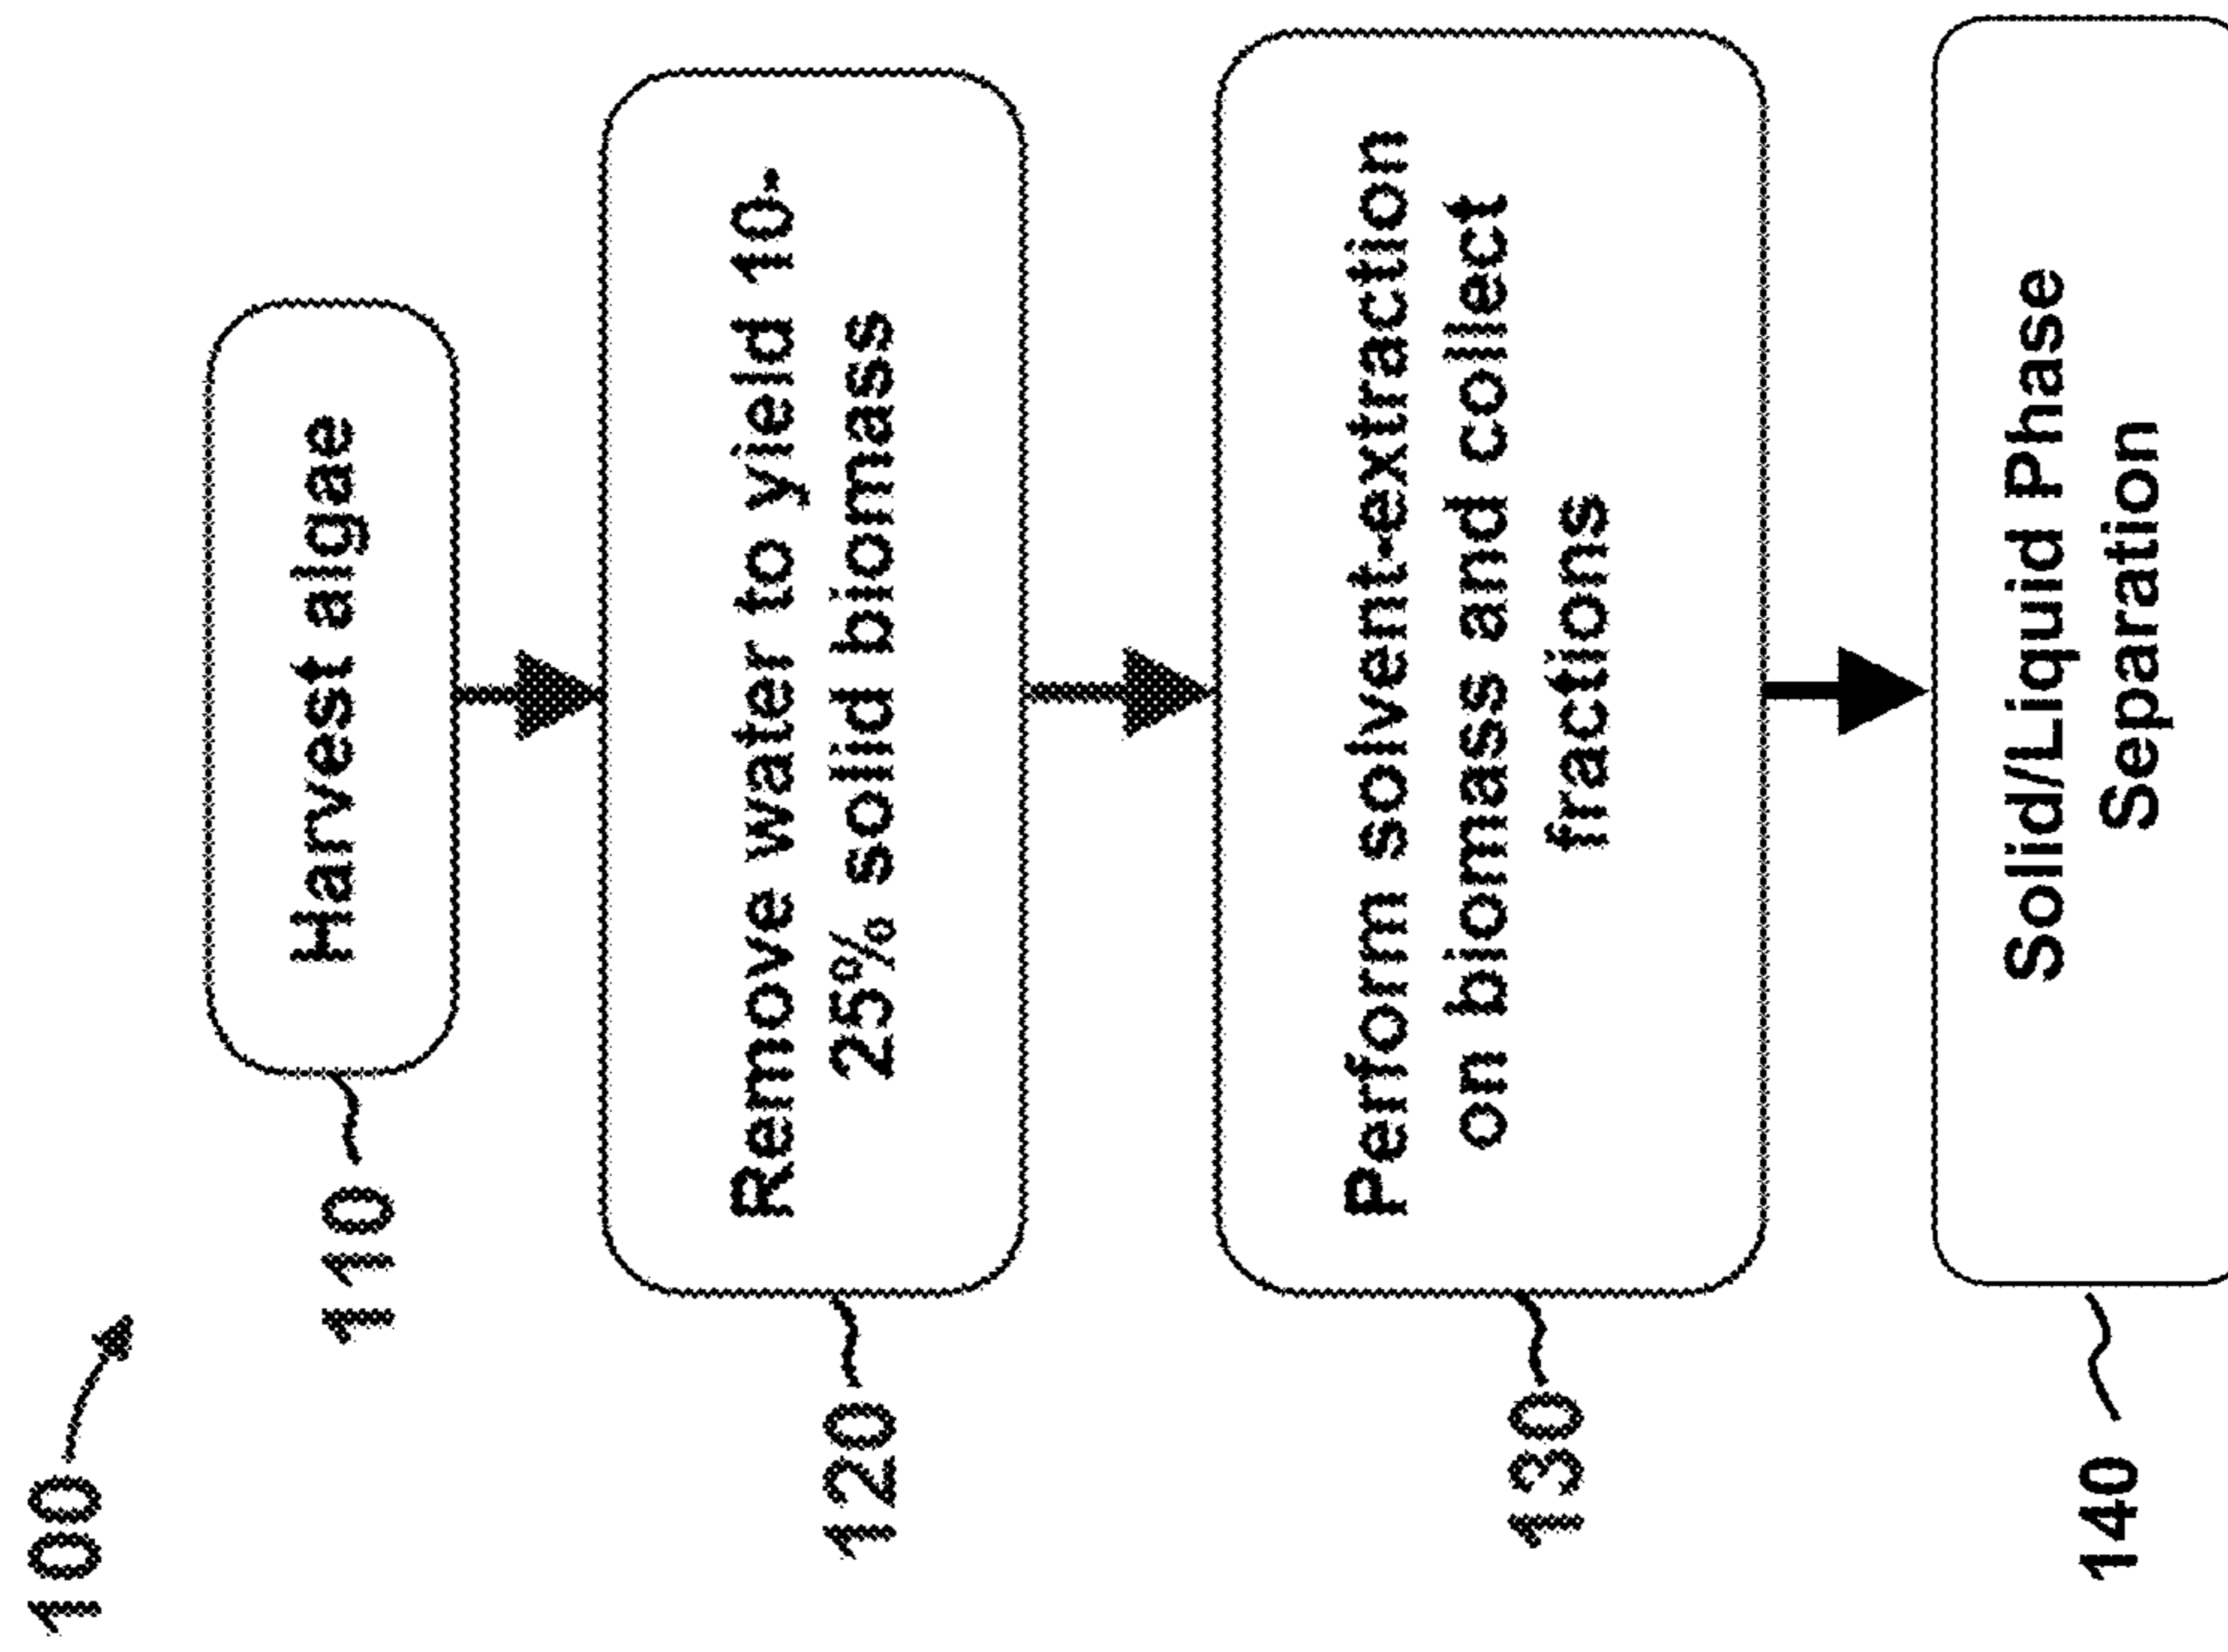 100
110
Harvest algae
120
Remove water to yield 10-
25% solid biomass
130
Perform solvent-extraction
on biomass and collect
fractions
140
Solid/Liquid Phase
Separation